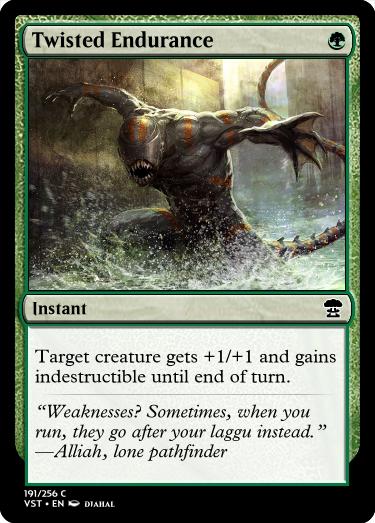 Twisted Endurance
Instant
Target creature gets +1/+1 and gains
indestructible until end of turn.
“Weaknesses? Sometimes, when you
run, they go after your laggu instead.”
—Alliah, lone pathfinder
191/256 C
VST • EN DIAHAL